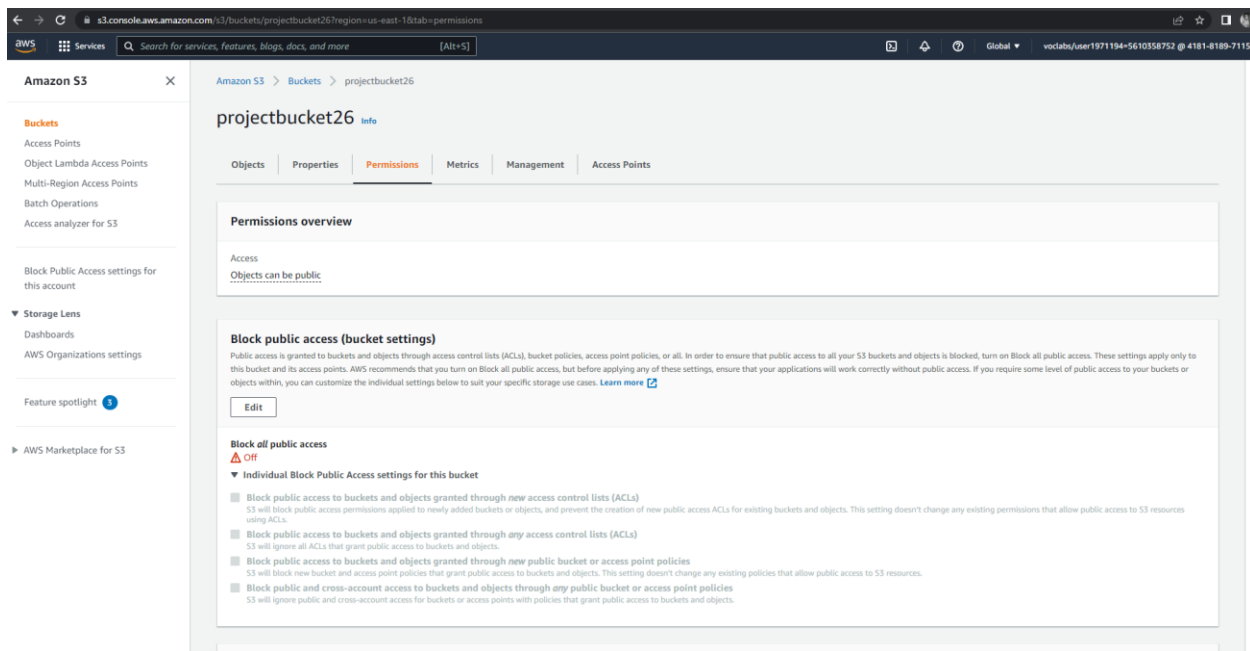 s3.console.aws.amazon.com/s3/buckets/projectbucket26?region=us-east-1&tab=permissions
aws Services Search for services, features, blogs, docs, and more [Alt+S] Global voclabs/user1971194=5610358752 @ 4181-8189-7115
Amazon S3
Buckets
Access Points
Object Lambda Access Points
Multi-Region Access Points
Batch Operations
Access analyzer for S3
Block Public Access settings for
this account
Storage Lens
Dashboards
AWS Organizations settings
Feature spotlight 3
AWS Marketplace for S3
Amazon S3 > Buckets > projectbucket26
projectbucket26 Info
Objects Properties Permissions Metrics Management Access Points
Permissions overview
Access
Objects can be public
Block public access (bucket settings)
Public access is granted to buckets and objects through access control lists (ACLs), bucket policies, access point policies, or all. In order to ensure that public access to all your S3 buckets and objects is blocked, turn on Block all public access. These settings apply only to
this bucket and its access points. AWS recommends that you turn on Block all public access, but before applying any of these settings, ensure that your applications will work correctly without public access. If you require some level of public access to your buckets or
objects within, you can customize the individual settings below to suit your specific storage use cases. Learn more
Edit
Block all public access
Off
Individual Block Public Access settings for this bucket
Block public access to buckets and objects granted through new access control lists (ACLs)
S3 will block public access permissions applied to newly added buckets or objects, and prevent the creation of new public access ACLs for existing buckets and objects. This setting doesn't change any existing permissions that allow public access to S3 resources
using ACLs.
Block public access to buckets and objects granted through any access control lists (ACLs)
S3 will ignore all ACLs that grant public access to buckets and objects.
Block public access to buckets and objects granted through new public bucket or access point policies
S3 will block new bucket and access point policies that grant public access to buckets and objects. This setting doesn't change any existing policies that allow public access to S3 resources.
Block public and cross-account access to buckets and objects through any public bucket or access point policies
S3 will ignore public and cross-account access for buckets or access points with policies that grant public access to buckets and objects.